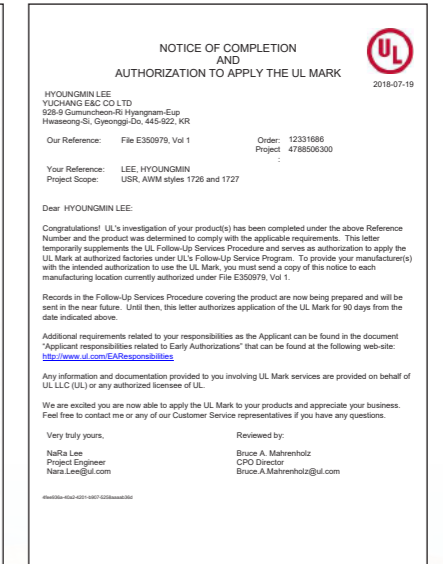 NOTICE OF COMPLETION
AND
AUTHORIZATION TO APPLY THE UL MARK
UL
2018-07-19
HYOUNGMIN LEE
YUCHANG E&C CO LTD
928-9 Gumuncheon-Ri Hyangnam-Eup
Hwaseong-Si, Gyeonggi-Do, 445-922, KR
Our Reference: File E350979, Vol 1 Order: 12331686
Project 4788506300
:
Your Reference: LEE, HYOUNGMIN
Project Scope: USR, AWM styles 1726 and 1727
Dear HYOUNGMIN LEE:
Congratulations! UL's investigation of your product(s) has been completed under the above Reference
Number and the product was determined to comply with the applicable requirements. This letter
temporarily supplements the UL Follow-Up Services Procedure and serves as authorization to apply the
UL Mark at authorized factories under UL's Follow-Up Service Program. To provide your manufacturer(s)
with the intended authorization to use the UL Mark, you must send a copy of this notice to each
manufacturing location currently authorized under File E350979, Vol 1.
Records in the Follow-Up Services Procedure covering the product are now being prepared and will be
sent in the near future. Until then, this letter authorizes application of the UL Mark for 90 days from the
date indicated above.
Additional requirements related to your responsibilities as the Applicant can be found in the document
"Applicant responsibilities related to Early Authorizations" that can be found at the following web-site:
http://www.ul.com/EAResponsibilities
Any information and documentation provided to you involving UL Mark services are provided on behalf of
UL LLC (UL) or any authorized licensee of UL.
We are excited you are now able to apply the UL Mark to your products and appreciate your business.
Feel free to contact me or any of our Customer Service representatives if you have any questions.
Very truly yours, Reviewed by:
NaRa Lee Bruce A. Mahrenholz
Project Engineer CPO Director
Nara.Lee@ul.com Bruce.A.Mahrenholz@ul.com